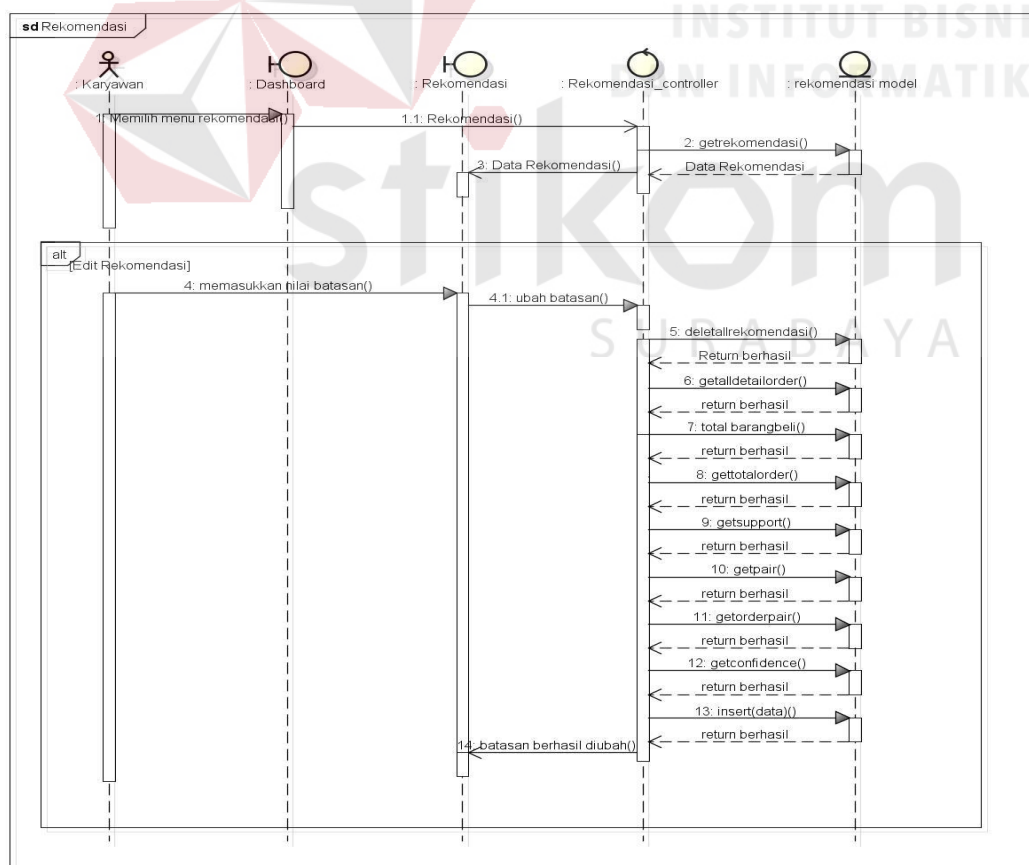 INSTITUT BISNI
DAN INFORMATIK
stikom
SURABAYA
sd Rekomendasi
: Karyawan
: Dashboard
: Rekomendasi
: Rekomendasi_controller
: rekomendasi model
1: Memilih menu rekomendasi()
1.1: Rekomendasi()
2: getrekomendasi()
3: Data Rekomendasi()
Data Rekomendasi
alt
[Edit Rekomendasi]
4: memasukkan nilai batasan()
4.1: ubah batasan()
5: deletallrekomendasi()
Return berhasil
6: getalldetailorder()
return berhasil
7: total barangbeli()
return berhasil
8: gettotalorder()
return berhasil
9: getsupport()
return berhasil
10: getpair()
return berhasil
11: getorderpair()
return berhasil
12: getconfidence()
return berhasil
13: insert(data)()
return berhasil
14: batasan berhasil diubah()